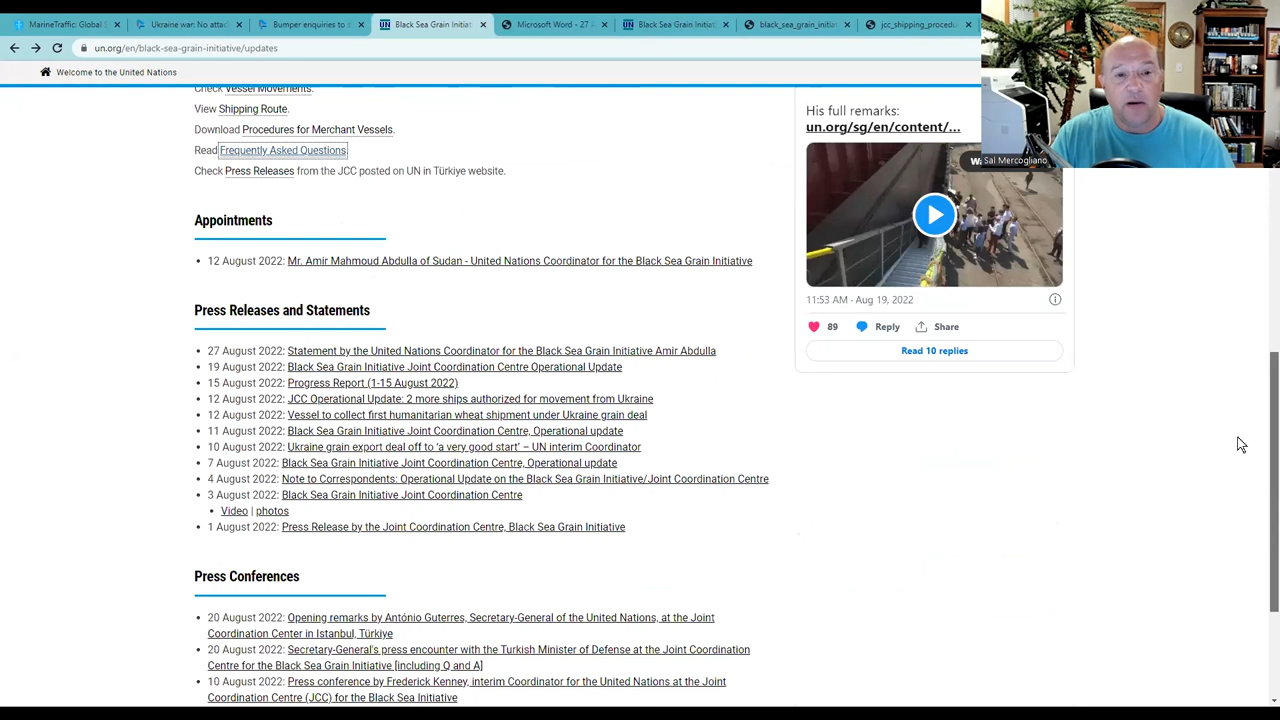 MarineTraffic: Global S
Ukraine war: No attac
Bumper enquiries to s
Black Sea Grain Initiat
Microsoft Word - 27 A
Black Sea Grain Initiat
black_sea_grain_initia
jcc_shipping_procedu
un.org/en/black-sea-grain-initiative/updates
Welcome to the United Nations
Check Vessel Movements.
View Shipping Route.
Download Procedures for Merchant Vessels.
Read Frequently Asked Questions.
Check Press Releases from the JCC posted on UN in Türkiye website.
Appointments
• 12 August 2022: Mr. Amir Mahmoud Abdulla of Sudan - United Nations Coordinator for the Black Sea Grain Initiative
Press Releases and Statements
• 27 August 2022: Statement by the United Nations Coordinator for the Black Sea Grain Initiative Amir Abdulla
• 19 August 2022: Black Sea Grain Initiative Joint Coordination Centre Operational Update
• 15 August 2022: Progress Report (1-15 August 2022)
• 12 August 2022: JCC Operational Update: 2 more ships authorized for movement from Ukraine
• 12 August 2022: Vessel to collect first humanitarian wheat shipment under Ukraine grain deal
• 11 August 2022: Black Sea Grain Initiative Joint Coordination Centre, Operational update
• 10 August 2022: Ukraine grain export deal off to ‘a very good start’ – UN interim Coordinator
• 7 August 2022: Black Sea Grain Initiative Joint Coordination Centre, Operational update
• 4 August 2022: Note to Correspondents: Operational Update on the Black Sea Grain Initiative/Joint Coordination Centre
• 3 August 2022: Black Sea Grain Initiative Joint Coordination Centre
• Video | photos
• 1 August 2022: Press Release by the Joint Coordination Centre, Black Sea Grain Initiative
Press Conferences
• 20 August 2022: Opening remarks by António Guterres, Secretary-General of the United Nations, at the Joint
Coordination Center in Istanbul, Türkiye
• 20 August 2022: Secretary-General's press encounter with the Turkish Minister of Defense at the Joint Coordination
Centre for the Black Sea Grain Initiative [including Q and A]
• 10 August 2022: Press conference by Frederick Kenney, interim Coordinator for the United Nations at the Joint
Coordination Centre (JCC) for the Black Sea Initiative
His full remarks:
un.org/sg/en/content/…
Sal Mercogliano
11:53 AM · Aug 19, 2022
89 Reply Share
Read 10 replies